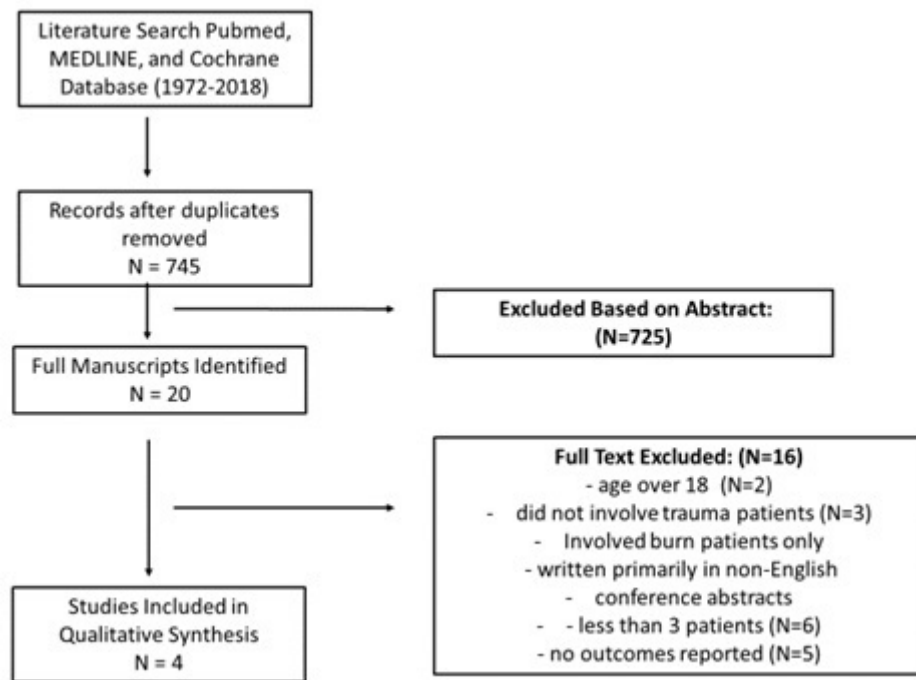 Literature Search Pubmed,
MEDLINE, and Cochrane
Database (1972-2018)
Records after duplicates
removed
N = 745
Excluded Based on Abstract:
(N=725)
Full Manuscripts Identified
N = 20
Full Text Excluded: (N=16)
- age over 18 (N=2)
- did not involve trauma patients (N=3)
- Involved burn patients only
- written primarily in non-English
- conference abstracts
- - less than 3 patients (N=6)
- no outcomes reported (N=5)
Studies Included in
Qualitative Synthesis
N = 4